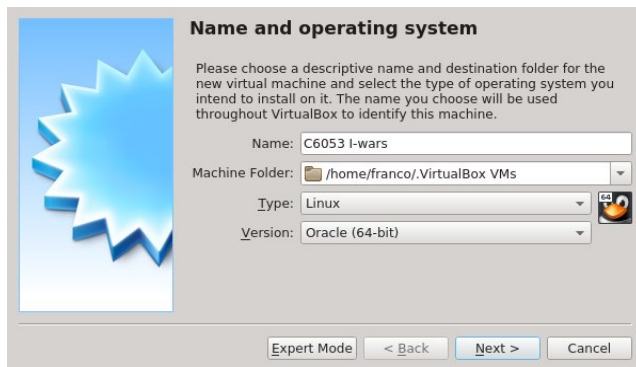 Name and operating system
Please choose a descriptive name and destination folder for the
new virtual machine and select the type of operating system you
intend to install on it. The name you choose will be used
throughout VirtualBox to identify this machine.
Name: C6053 I-wars
Machine Folder: /home/franco/.VirtualBox VMs
Type: Linux
64
Version: Oracle (64-bit)
Expert Mode < Back Next > Cancel